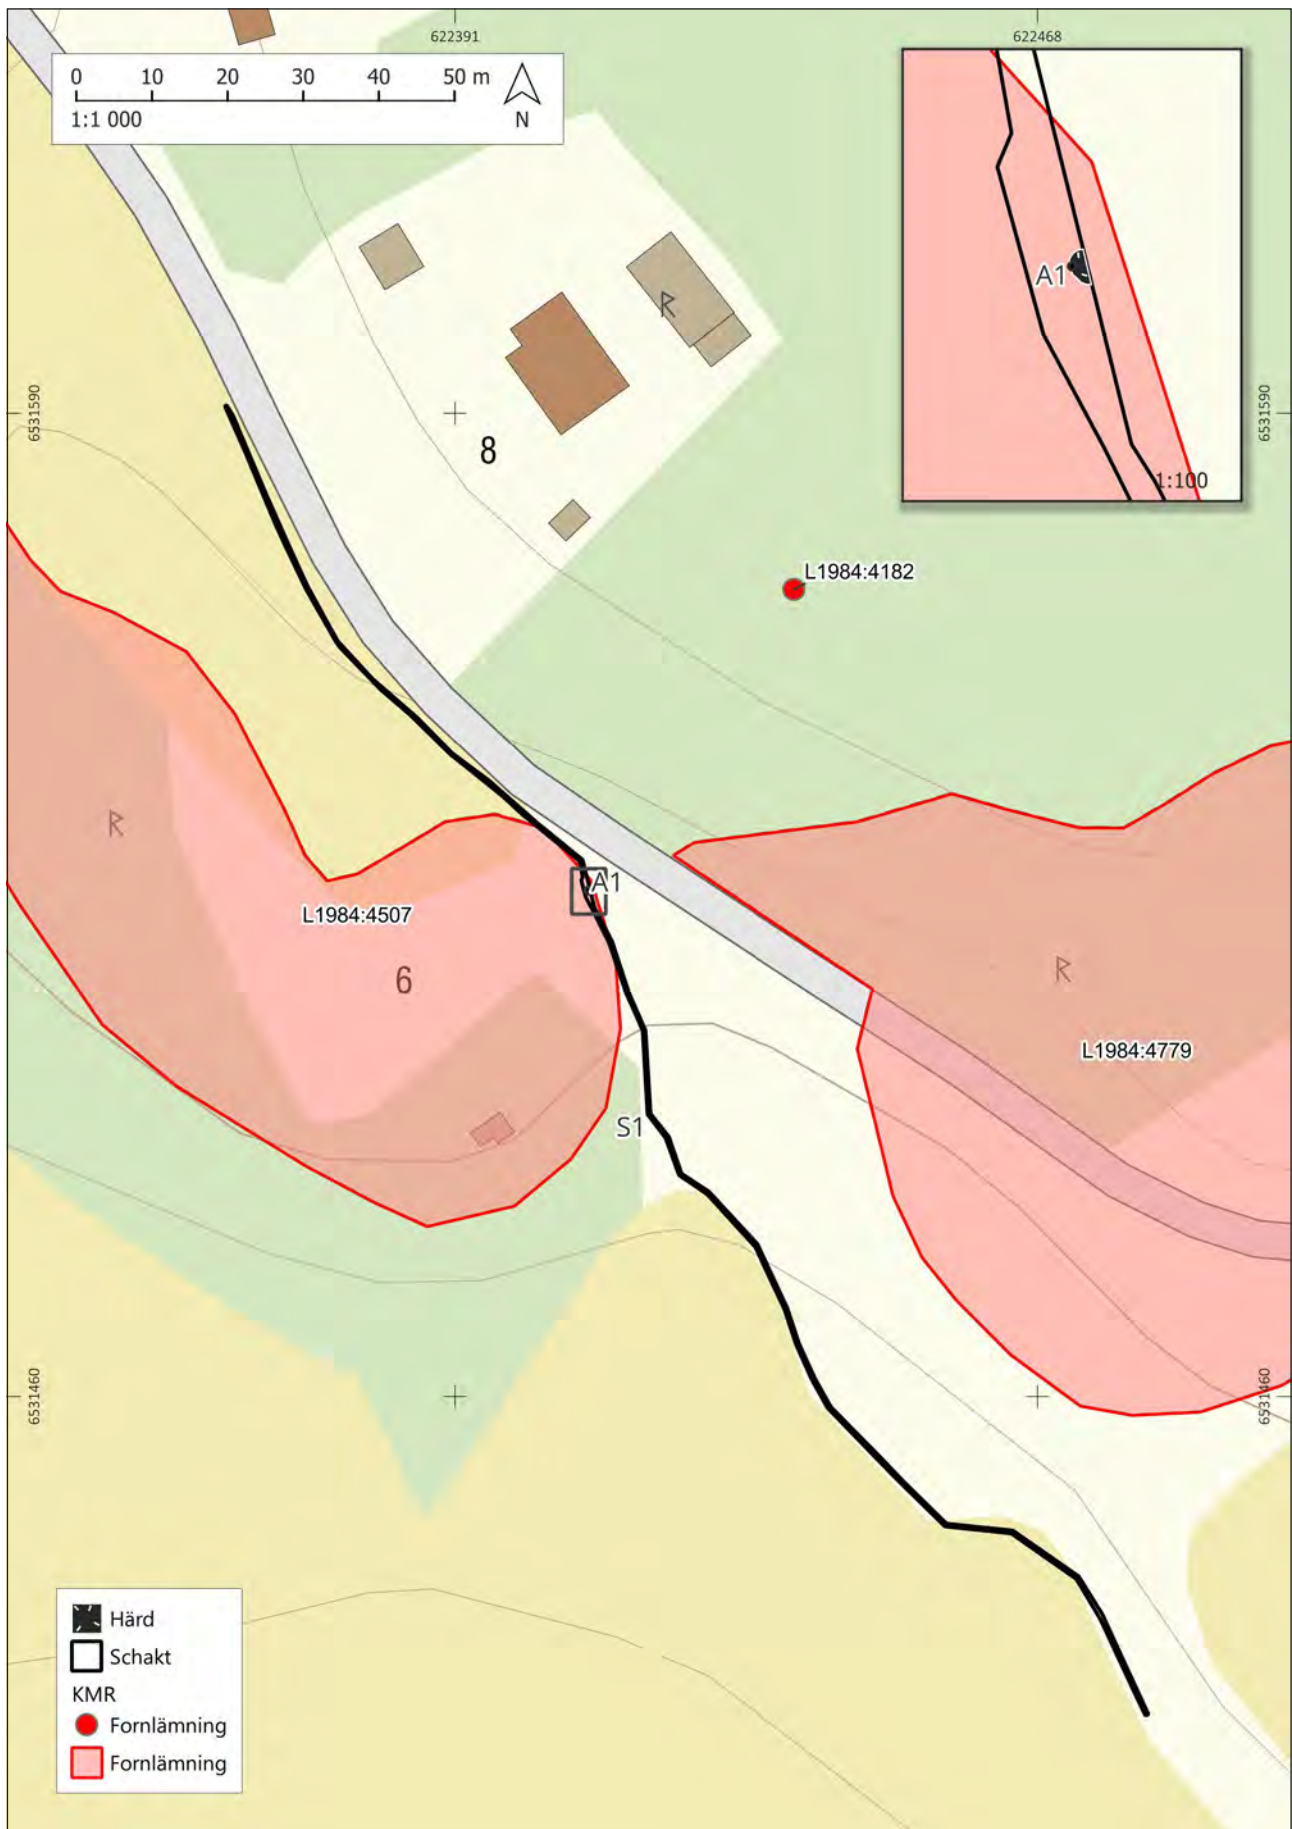 622391
622468
0 10 20 30 40 50 m
1:1 000
N
A1
1:100
R
6531590
6531590
8
L1984:4182
R
A1
L1984:4507
6
R
L1984:4779
S1
6531460
6531460
Härd
Schakt
KMR
Fornlämning
Fornlämning